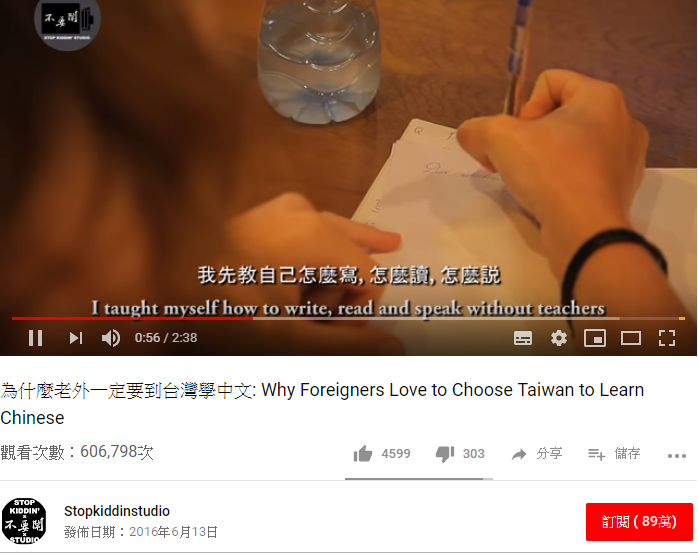 不要鬧
STOP KIDDIN' STUDIO
我先教自己怎麼寫, 怎麼讀, 怎麼説
I taught myself how to write, read and speak without teachers
0:56 / 2:38
為什麼老外一定要到台灣學中文: Why Foreigners Love to Choose Taiwan to Learn
Chinese
觀看次數：606,798次
4599
303
分享
儲存
STOP
KIDDIN'
×
不要鬧
×
STUDIO
Stopkiddinstudio
發佈日期：2016年6月13日
訂閱 ( 89萬)